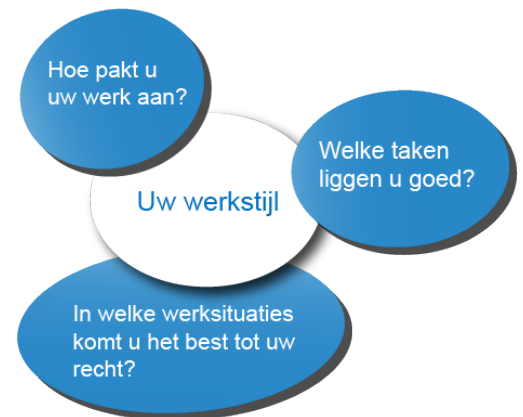 Hoe pakt u
uw werk aan?
Welke taken
liggen u goed?
Uw werkstijl
In welke werksituaties
komt u het best tot uw
recht?